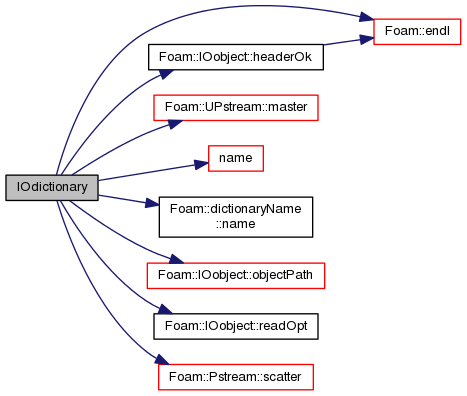 Foam::endl
Foam::IOobject::headerOk
Foam::UPstream::master
name
IOdictionary
Foam::dictionaryName
::name
Foam::IOobject::objectPath
Foam::IOobject::readOpt
Foam::Pstream::scatter